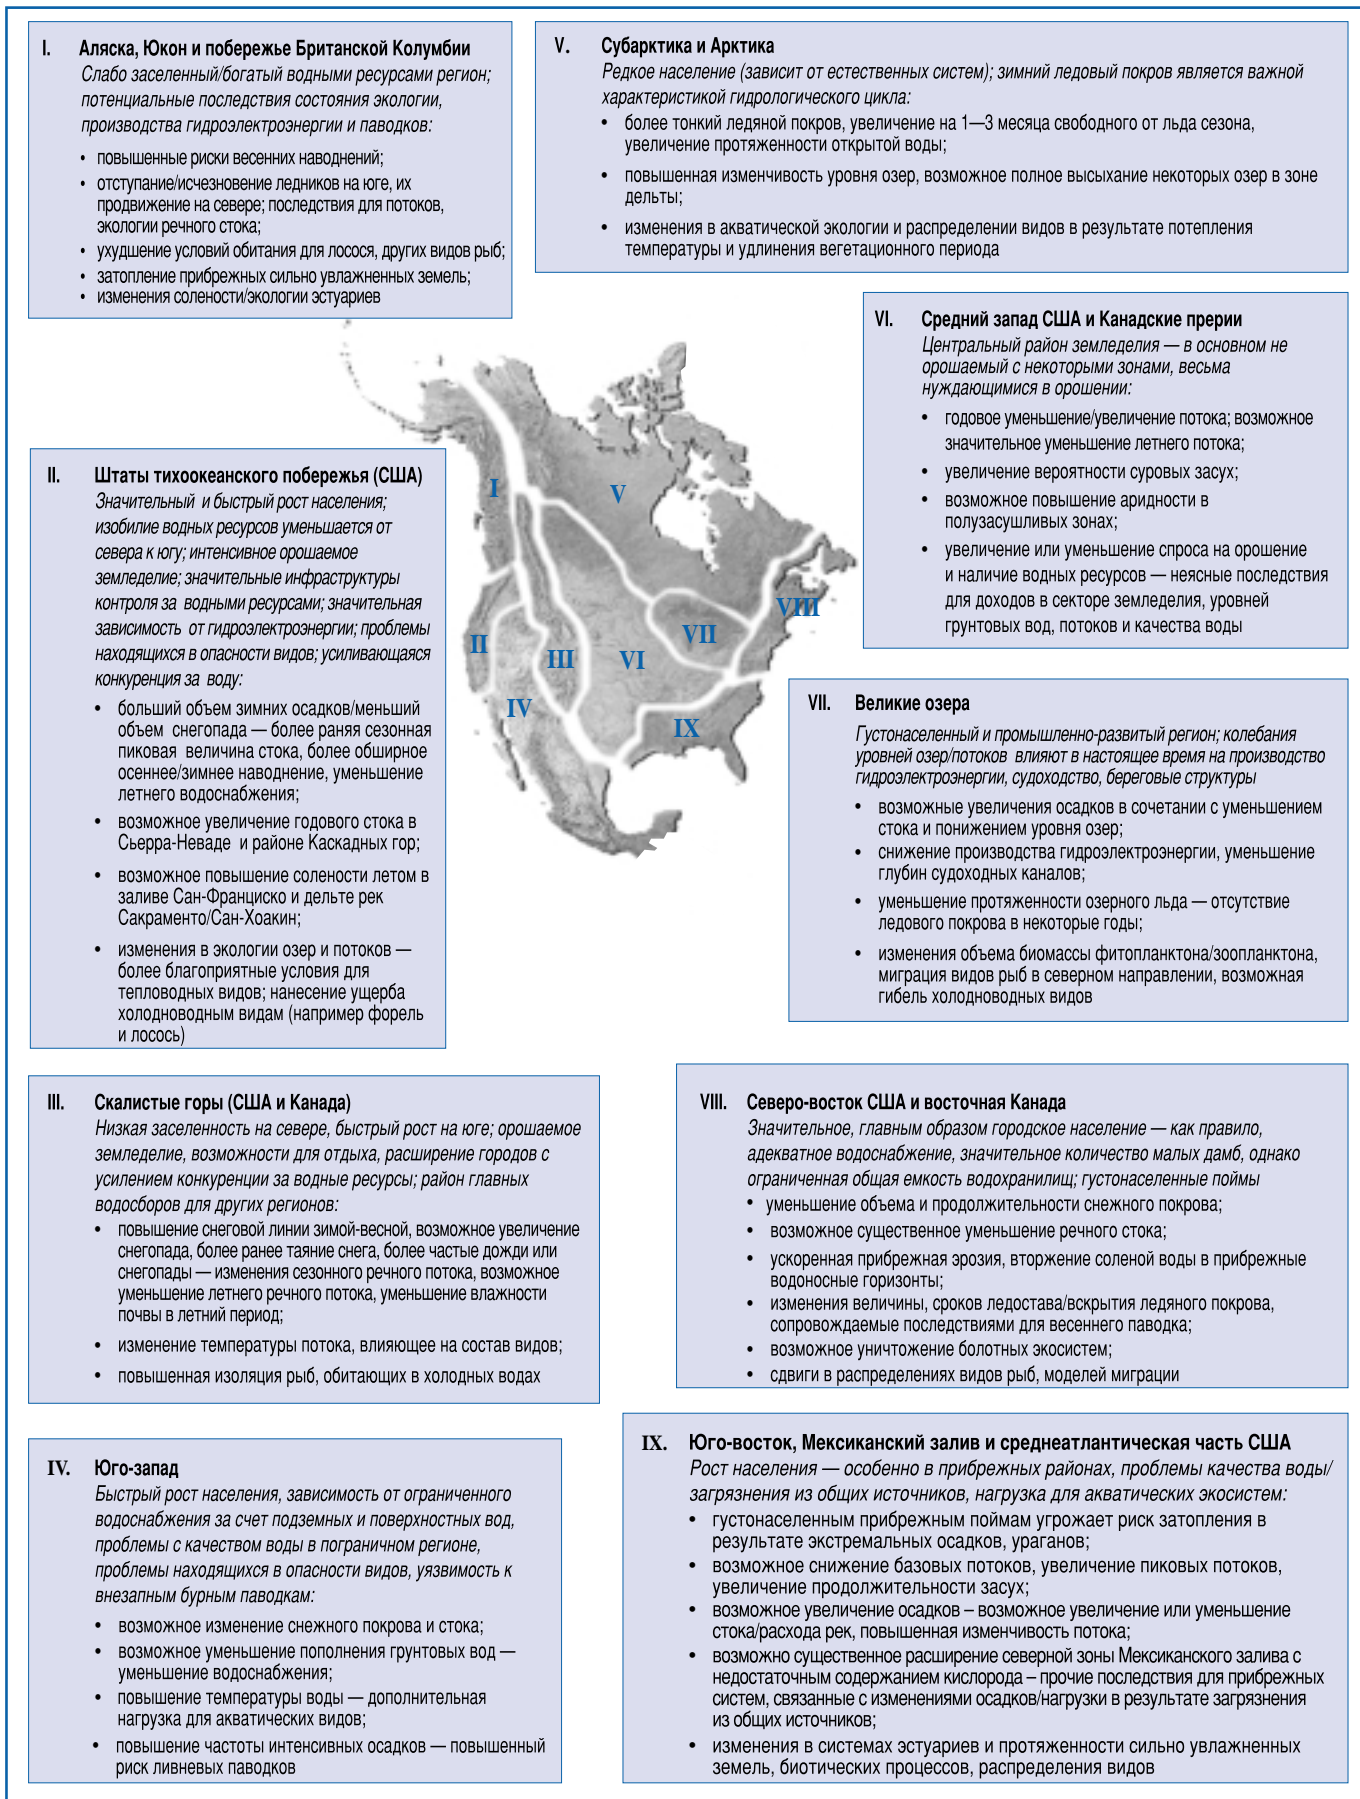 I. Аляска, Юкон и побережье Британской Колумбии
Слабо заселенный/богатый водными ресурсами регион;
потенциальные последствия состояния экологии,
производства гидроэлектроэнергии и паводков:
• повышенные риски весенних наводнений;
• отступание/исчезновение ледников на юге, их
продвижение на севере; последствия для потоков,
экологии речного стока;
• ухудшение условий обитания для лосося, других видов рыб;
• затопление прибрежных сильно увлажненных земель;
• изменения солености/экологии эстуариев
V. Субарктика и Арктика
Редкое население (зависит от естественных систем); зимний ледовый покров является важной
характеристикой гидрологического цикла:
• более тонкий ледяной покров, увеличение на 1—3 месяца свободного от льда сезона,
увеличение протяженности открытой воды;
• повышенная изменчивость уровня озер, возможное полное высыхание некоторых озер в зоне
дельты;
• изменения в акватической экологии и распределении видов в результате потепления
температуры и удлинения вегетационного периода
VI. Средний запад США и Канадские прерии
Центральный район земледелия — в основном не
орошаемый с некоторыми зонами, весьма
нуждающимися в орошении:
• годовое уменьшение/увеличение потока; возможное
значительное уменьшение летнего потока;
• увеличение вероятности суровых засух;
• возможное повышение аридности в
полузасушливых зонах;
• увеличение или уменьшение спроса на орошение
и наличие водных ресурсов — неясные последствия
для доходов в секторе земледелия, уровней
грунтовых вод, потоков и качества воды
II. Штаты тихоокеанского побережья (США)
Значительный и быстрый рост населения;
изобилие водных ресурсов уменьшается от
севера к югу; интенсивное орошаемое
земледелие; значительные инфраструктуры
контроля за водными ресурсами; значительная
зависимость от гидроэлектроэнергии; проблемы
находящихся в опасности видов; усиливающаяся
конкуренция за воду:
• больший объем зимних осадков/меньший
объем снегопада — более раняя сезонная
пиковая величина стока, более обширное
осеннее/зимнее наводнение, уменьшение
летнего водоснабжения;
• возможное увеличение годового стока в
Сьерра-Неваде и районе Каскадных гор;
• возможное повышение солености летом в
заливе Сан-Франциско и дельте рек
Сакраменто/Сан-Хоакин;
• изменения в экологии озер и потоков —
более благоприятные условия для
тепловодных видов; нанесение ущерба
холодноводным видам (например форель
и лосось)
I
V
VIII
VII
II
III
VI
IV
IX
VII. Великие озера
Густонаселенный и промышленно-развитый регион; колебания
уровней озер/потоков влияют в настоящее время на производство
гидроэлектроэнергии, судоходство, береговые структуры
• возможные увеличения осадков в сочетании с уменьшением
стока и понижением уровня озер;
• снижение производства гидроэлектроэнергии, уменьшение
глубин судоходных каналов;
• уменьшение протяженности озерного льда — отсутствие
ледового покрова в некоторые годы;
• изменения объема биомассы фитопланктона/зоопланктона,
миграция видов рыб в северном направлении, возможная
гибель холодноводных видов
III. Скалистые горы (США и Канада)
Низкая заселенность на севере, быстрый рост на юге; орошаемое
земледелие, возможности для отдыха, расширение городов с
усилением конкуренции за водные ресурсы; район главных
водосборов для других регионов:
• повышение снеговой линии зимой-весной, возможное увеличение
снегопада, более ранее таяние снега, более частые дожди или
снегопады — изменения сезонного речного потока, возможное
уменьшение летнего речного потока, уменьшение влажности
почвы в летний период;
• изменение температуры потока, влияющее на состав видов;
• повышенная изоляция рыб, обитающих в холодных водах
VIII. Северо-восток США и восточная Канада
Значительное, главным образом городское население — как правило,
адекватное водоснабжение, значительное количество малых дамб, однако
ограниченная общая емкость водохранилищ; густонаселенные поймы
• уменьшение объема и продолжительности снежного покрова;
• возможное существенное уменьшение речного стока;
• ускоренная прибрежная эрозия, вторжение соленой воды в прибрежные
водоносные горизонты;
• изменения величины, сроков ледостава/вскрытия ледяного покрова,
сопровождаемые последствиями для весеннего паводка;
• возможное уничтожение болотных экосистем;
• сдвиги в распределениях видов рыб, моделей миграции
IV. Юго-запад
Быстрый рост населения, зависимость от ограниченного
водоснабжения за счет подземных и поверхностных вод,
проблемы с качеством воды в пограничном регионе,
проблемы находящихся в опасности видов, уязвимость к
внезапным бурным паводкам:
• возможное изменение снежного покрова и стока;
• возможное уменьшение пополнения грунтовых вод —
уменьшение водоснабжения;
• повышение температуры воды — дополнительная
нагрузка для акватических видов;
• повышение частоты интенсивных осадков — повышенный
риск ливневых паводков
IX. Юго-восток, Мексиканский залив и среднеатлантическая часть США
Рост населения — особенно в прибрежных районах, проблемы качества воды/
загрязнения из общих источников, нагрузка для акватических экосистем:
• густонаселенным прибрежным поймам угрожает риск затопления в
результате экстремальных осадков, ураганов;
• возможное снижение базовых потоков, увеличение пиковых потоков,
увеличение продолжительности засух;
• возможное увеличение осадков – возможное увеличение или уменьшение
стока/расхода рек, повышенная изменчивость потока;
• возможно существенное расширение северной зоны Мексиканского залива с
недостаточным содержанием кислорода – прочие последствия для прибрежных
систем, связанные с изменениями осадков/нагрузки в результате загрязнения
из общих источников;
• изменения в системах эстуариев и протяженности сильно увлажненных
земель, биотических процессов, распределения видов